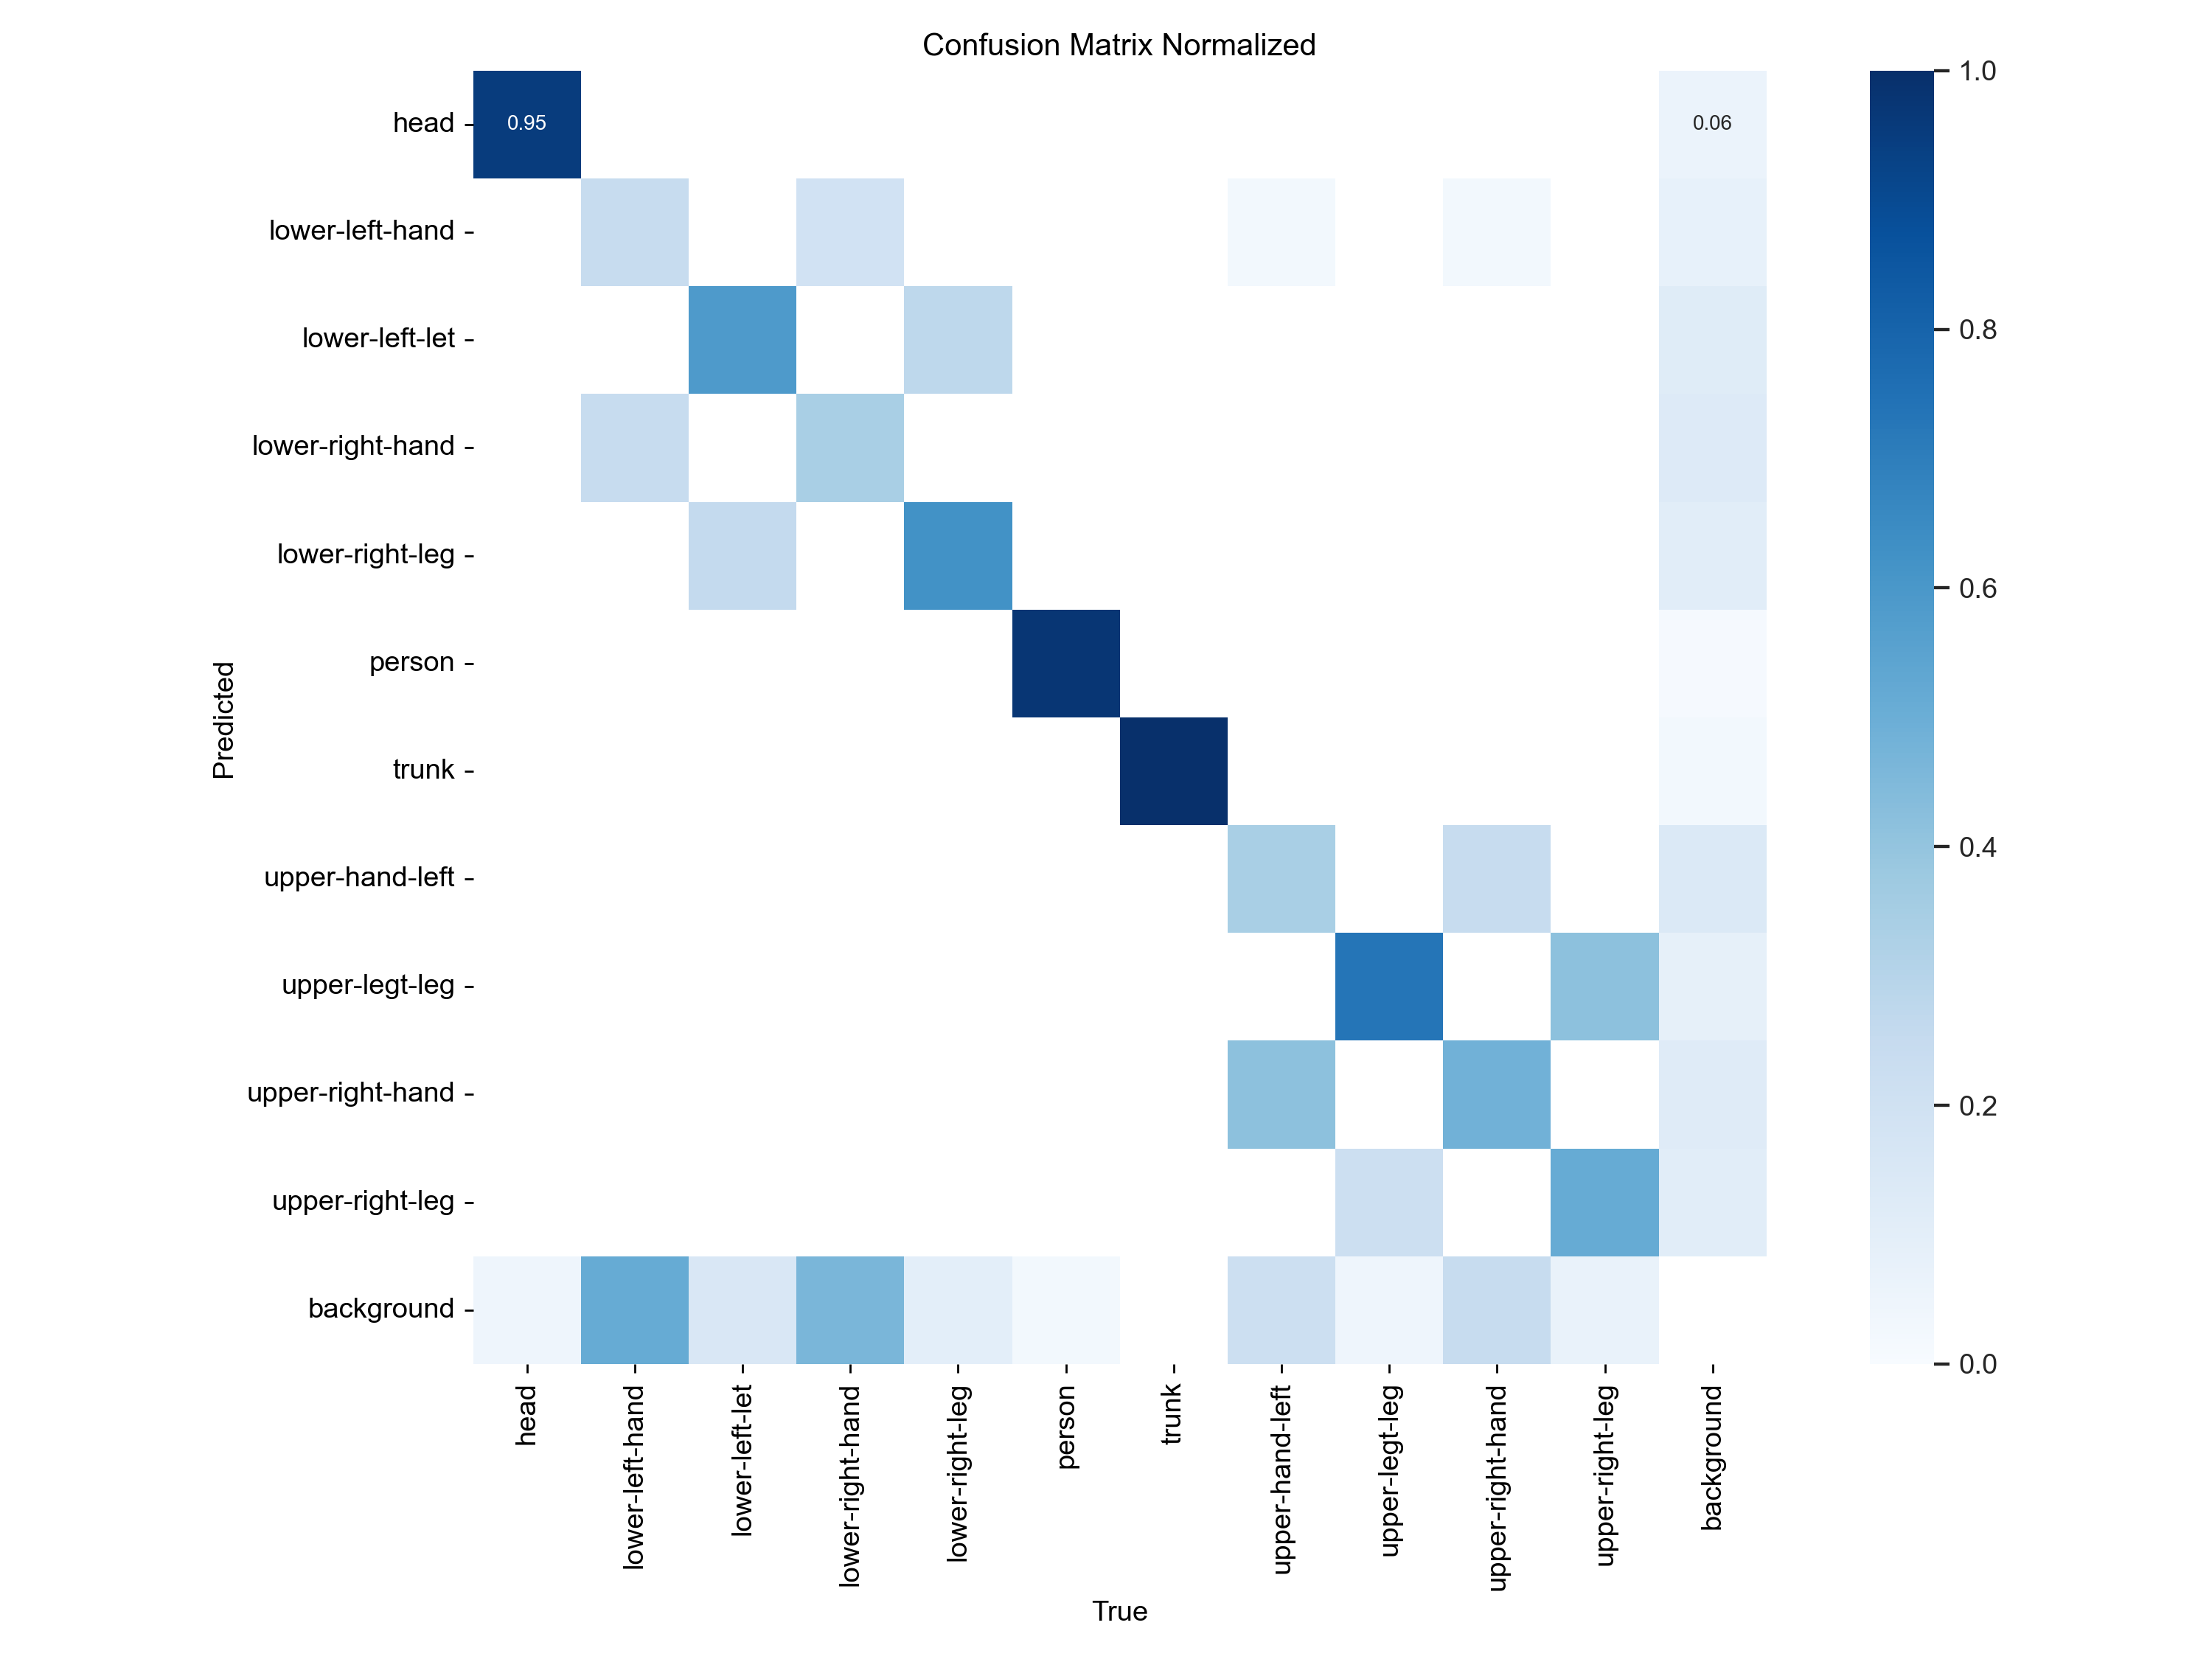 Confusion Matrix Normalized
head
0.95
0.06
lower-left-hand
lower-left-let
lower-right-hand
lower-right-leg
person
trunk
upper-hand-left
upper-legt-leg
upper-right-hand
upper-right-leg
background
Predicted
head
lower-left-hand
lower-left-let
lower-right-hand
lower-right-leg
person
trunk
upper-hand-left
upper-legt-leg
upper-right-hand
upper-right-leg
background
True
1.0
0.8
0.6
0.4
0.2
0.0